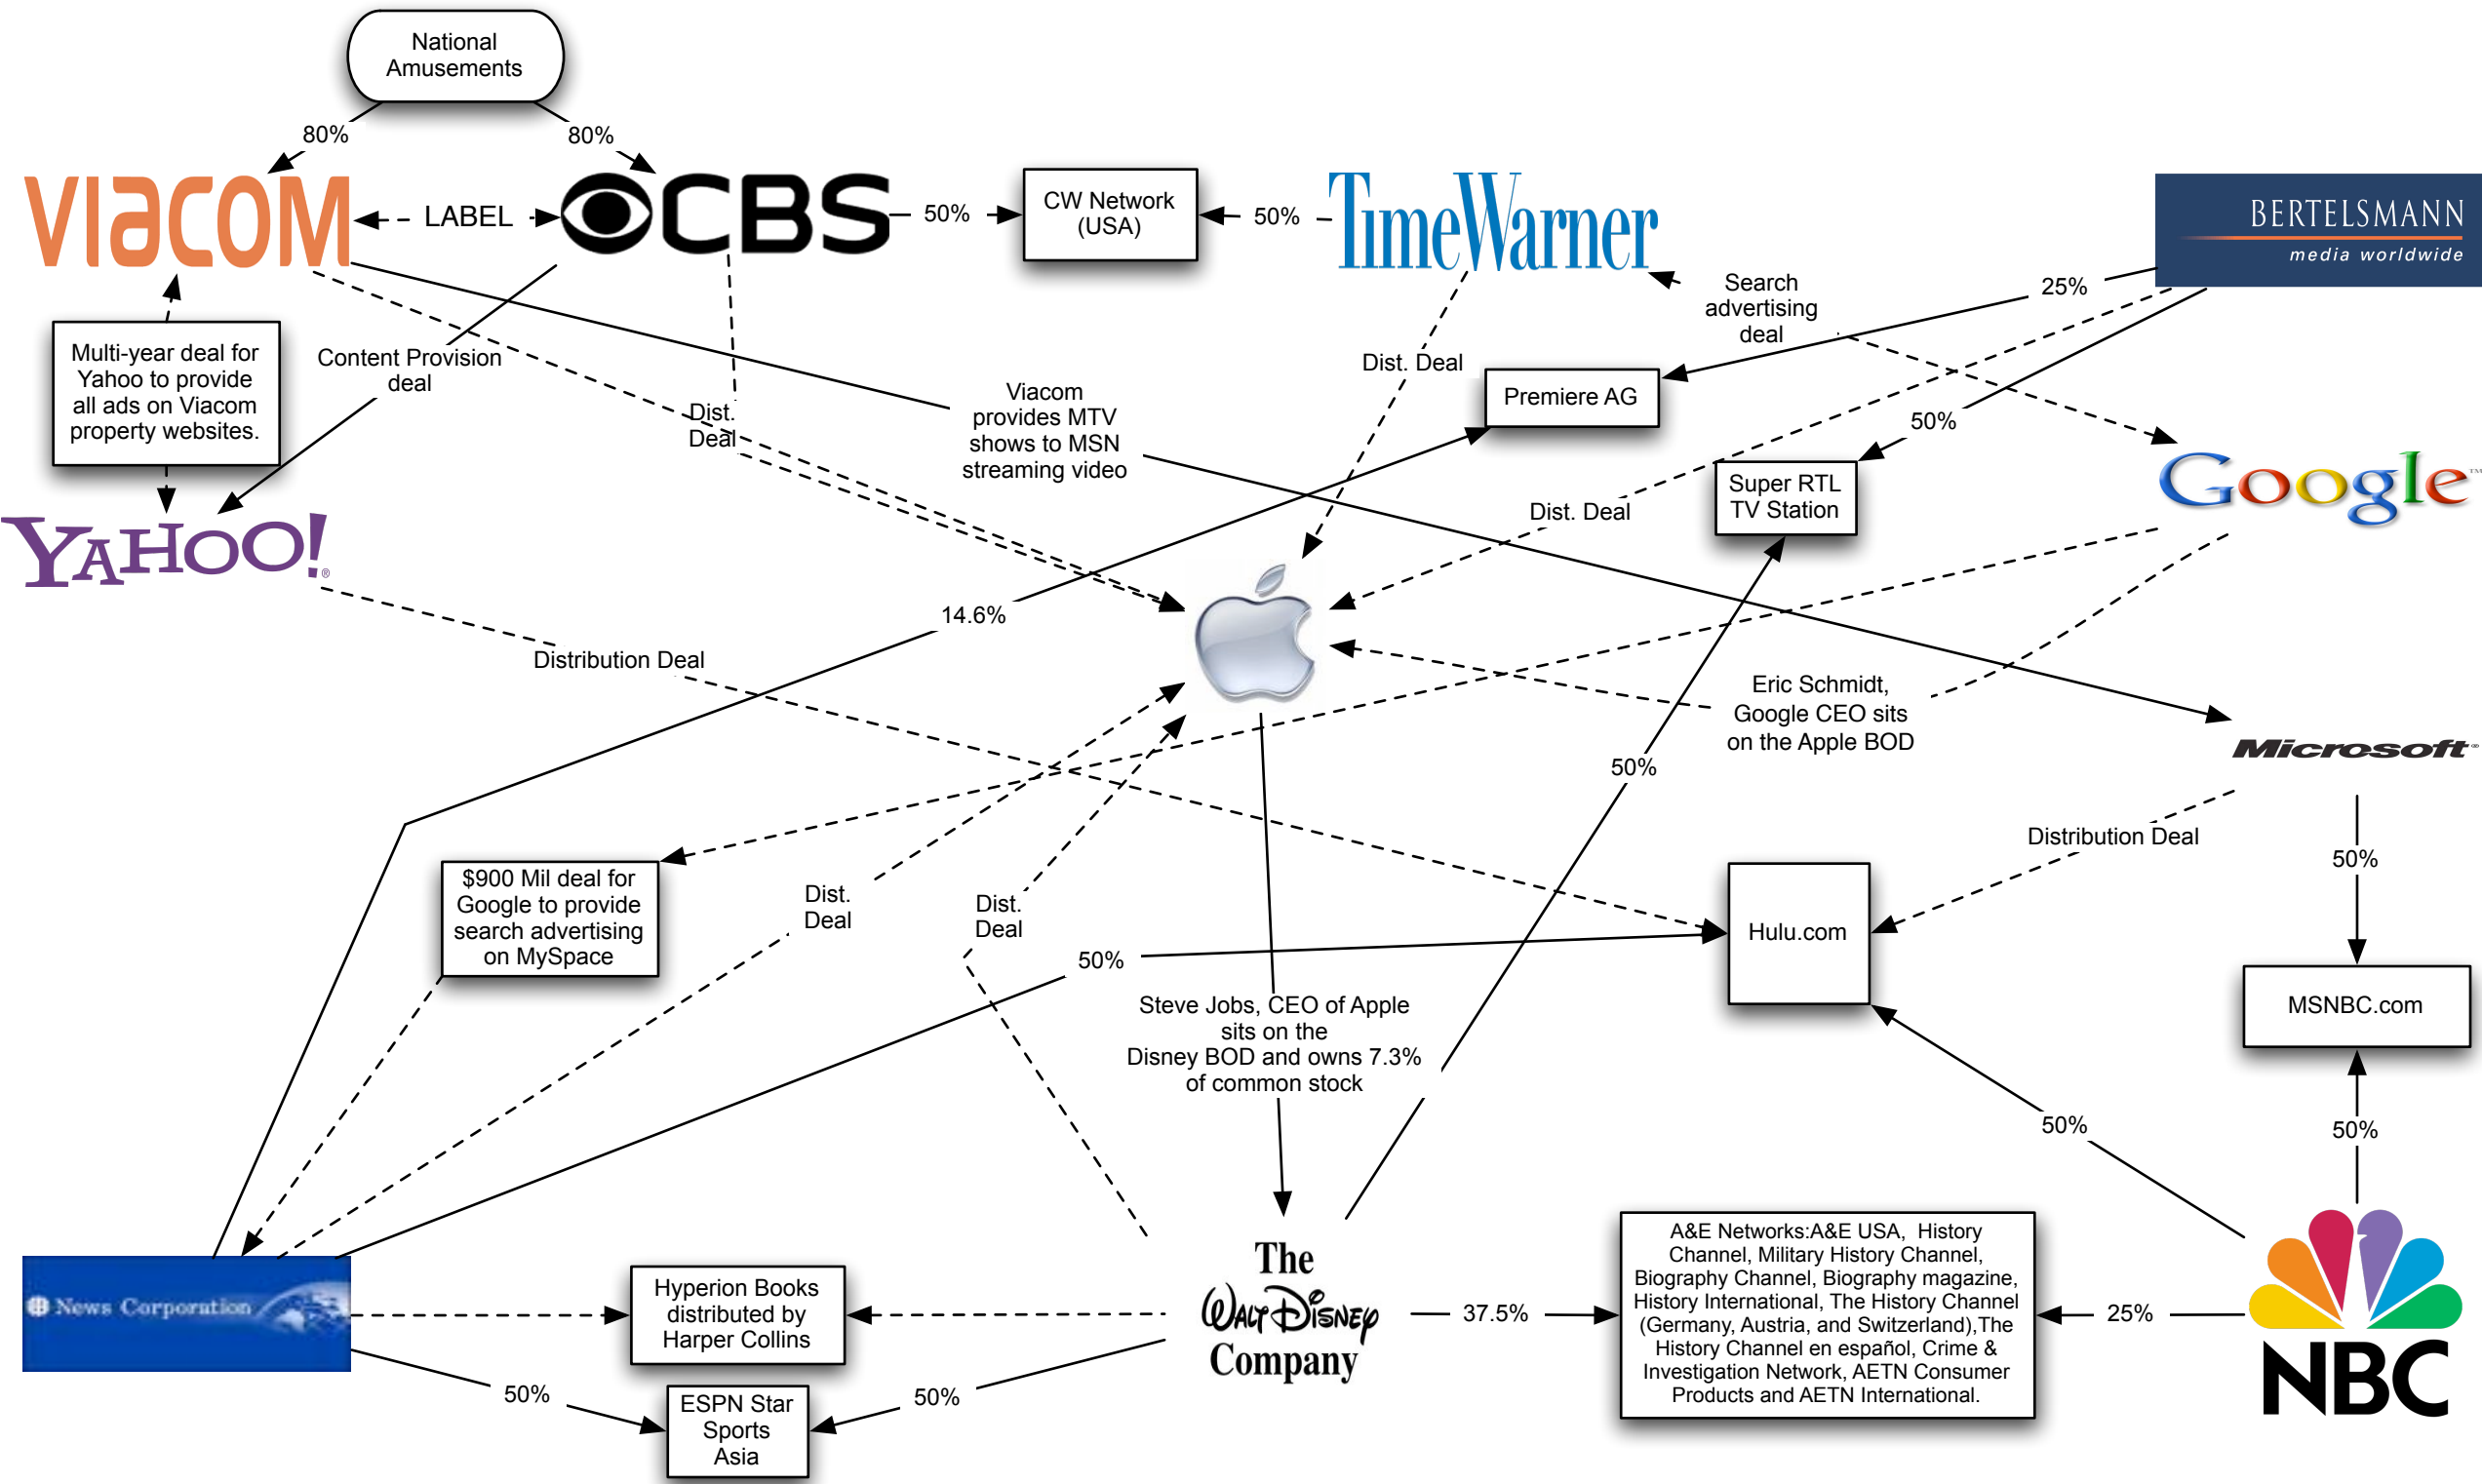 National
Amusements
80%
80%
VIACOM
LABEL
CBS
50%
CW Network
(USA)
50%
TimeWarner
BERTELSMANN
media worldwide
Search
advertising
deal
25%
Multi-year deal for
Yahoo to provide
all ads on Viacom
property websites.
Content Provision
deal
Dist.
Deal
Viacom
provides MTV
shows to MSN
streaming video
Dist. Deal
Premiere AG
50%
Super RTL
TV Station
Dist. Deal
Google™
YAHOO!®
14.6%
Distribution Deal
Eric Schmidt,
Google CEO sits
on the Apple BOD
Microsoft®
50%
Distribution Deal
50%
$900 Mil deal for
Google to provide
search advertising
on MySpace
Dist.
Deal
Dist.
Deal
50%
Hulu.com
MSNBC.com
Steve Jobs, CEO of Apple
sits on the
Disney BOD and owns 7.3%
of common stock
50%
50%
News Corporation
Hyperion Books
distributed by
Harper Collins
The
WALT DISNEY
Company
37.5%
A&E Networks:A&E USA, History
Channel, Military History Channel,
Biography Channel, Biography magazine,
History International, The History Channel
(Germany, Austria, and Switzerland),The
History Channel en español, Crime &
Investigation Network, AETN Consumer
Products and AETN International.
25%
NBC
50%
ESPN Star
Sports
Asia
50%